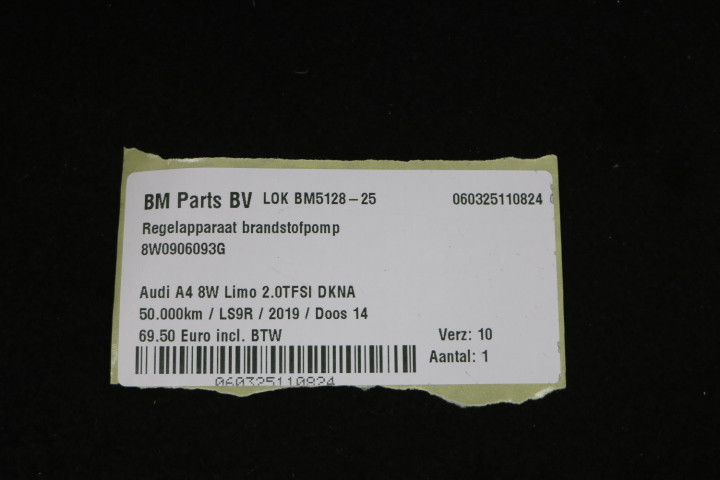 BM Parts BV LOK BM5128-25 060325110824
Regelapparaat brandstofpomp
8W0906093G
Audi A4 8W Limo 2.0TFSI DKNA
50.000km / LS9R / 2019 / Doos 14
69.50 Euro incl. BTW Verz: 10
Aantal: 1
060325110824